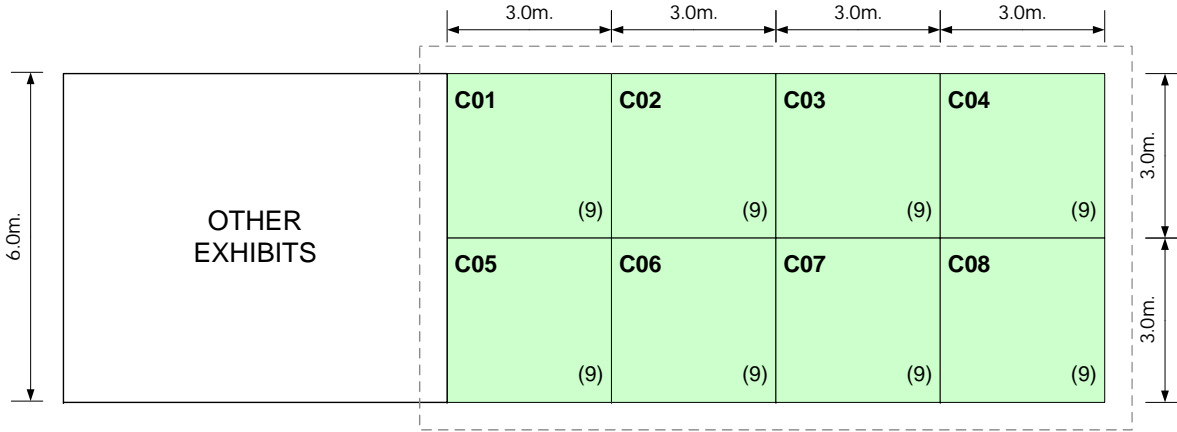 3.0m. 3.0m. 3.0m. 3.0m.
C01 C02 C03 C04
3.0m.
(9) (9) (9) (9)
6.0m.
OTHER
EXHIBITS
C05 C06 C07 C08
3.0m.
(9) (9) (9) (9)